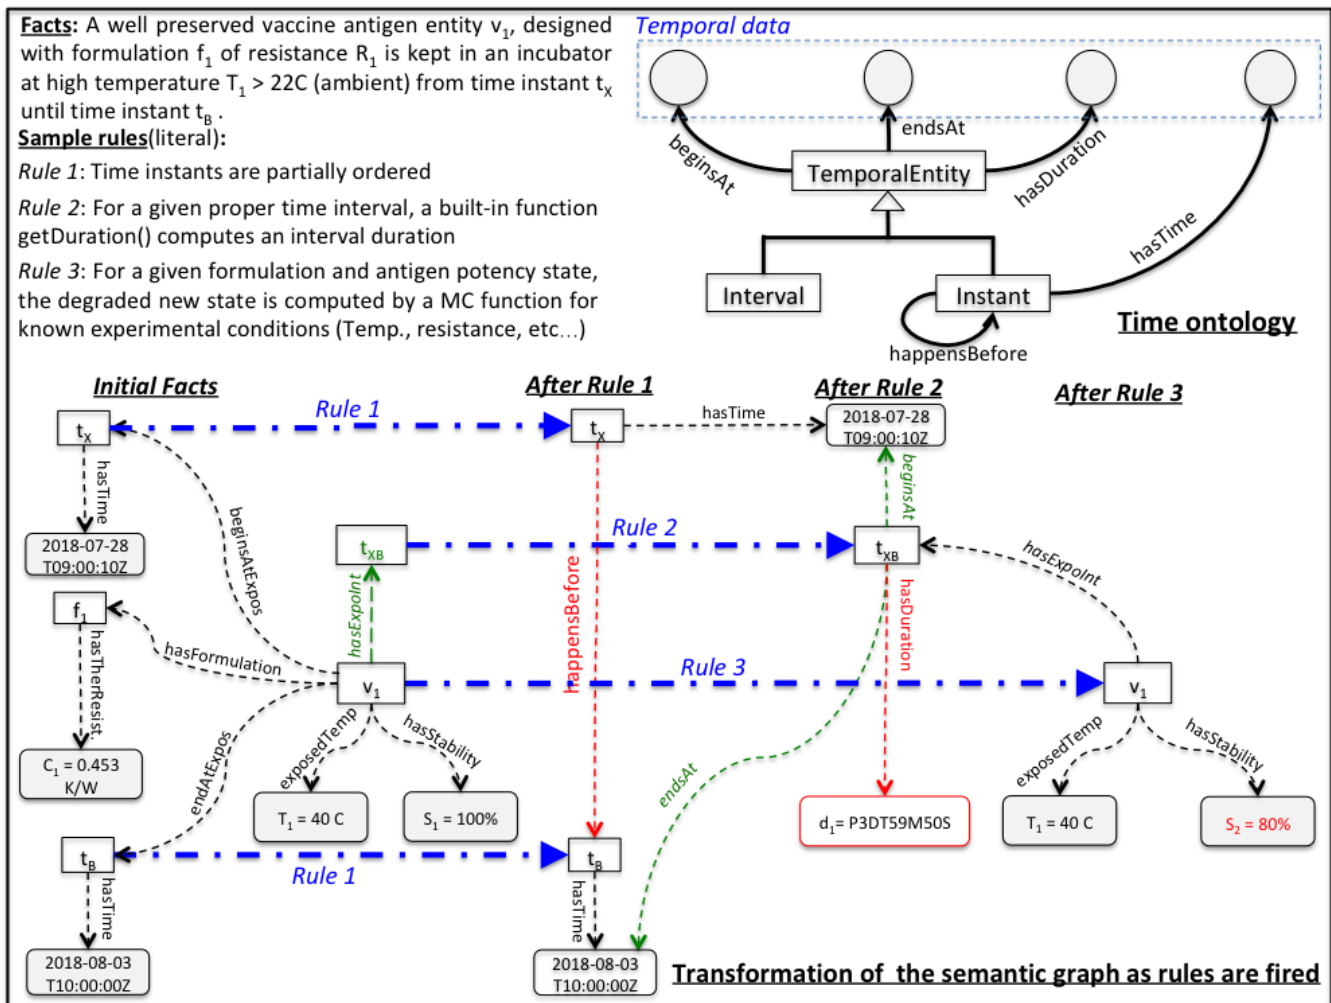 Facts: A well preserved vaccine antigen entity v1, designed
with formulation f1 of resistance R1 is kept in an incubator
at high temperature T1 > 22C (ambient) from time instant tX
until time instant tB .
Sample rules(literal):
Rule 1: Time instants are partially ordered
Rule 2: For a given proper time interval, a built-in function
getDuration() computes an interval duration
Rule 3: For a given formulation and antigen potency state,
the degraded new state is computed by a MC function for
known experimental conditions (Temp., resistance, etc...)
Temporal data
beginsAt
endsAt
hasDuration
hasTime
TemporalEntity
Interval
Instant
happensBefore
Time ontology
Initial Facts
After Rule 1
After Rule 2
After Rule 3
tX
Rule 1
tX
hasTime
2018-07-28
T09:00:10Z
hasTime
beginsAtExpos
beginsAt
2018-07-28
T09:00:10Z
tXB
Rule 2
tXB
hasExpoInt
f1
hasTherResist.
hasFormulation
hasExpoInt
happensBefore
hasDuration
v1
Rule 3
v1
endAtExpos
exposedTemp
hasStability
endsAt
exposedTemp
hasStability
C1 = 0.453
K/W
T1 = 40 C
S1 = 100%
d1= P3DT59M50S
T1 = 40 C
S2 = 80%
tB
Rule 1
tB
hasTime
hasTime
2018-08-03
T10:00:00Z
2018-08-03
T10:00:00Z
Transformation of the semantic graph as rules are fired